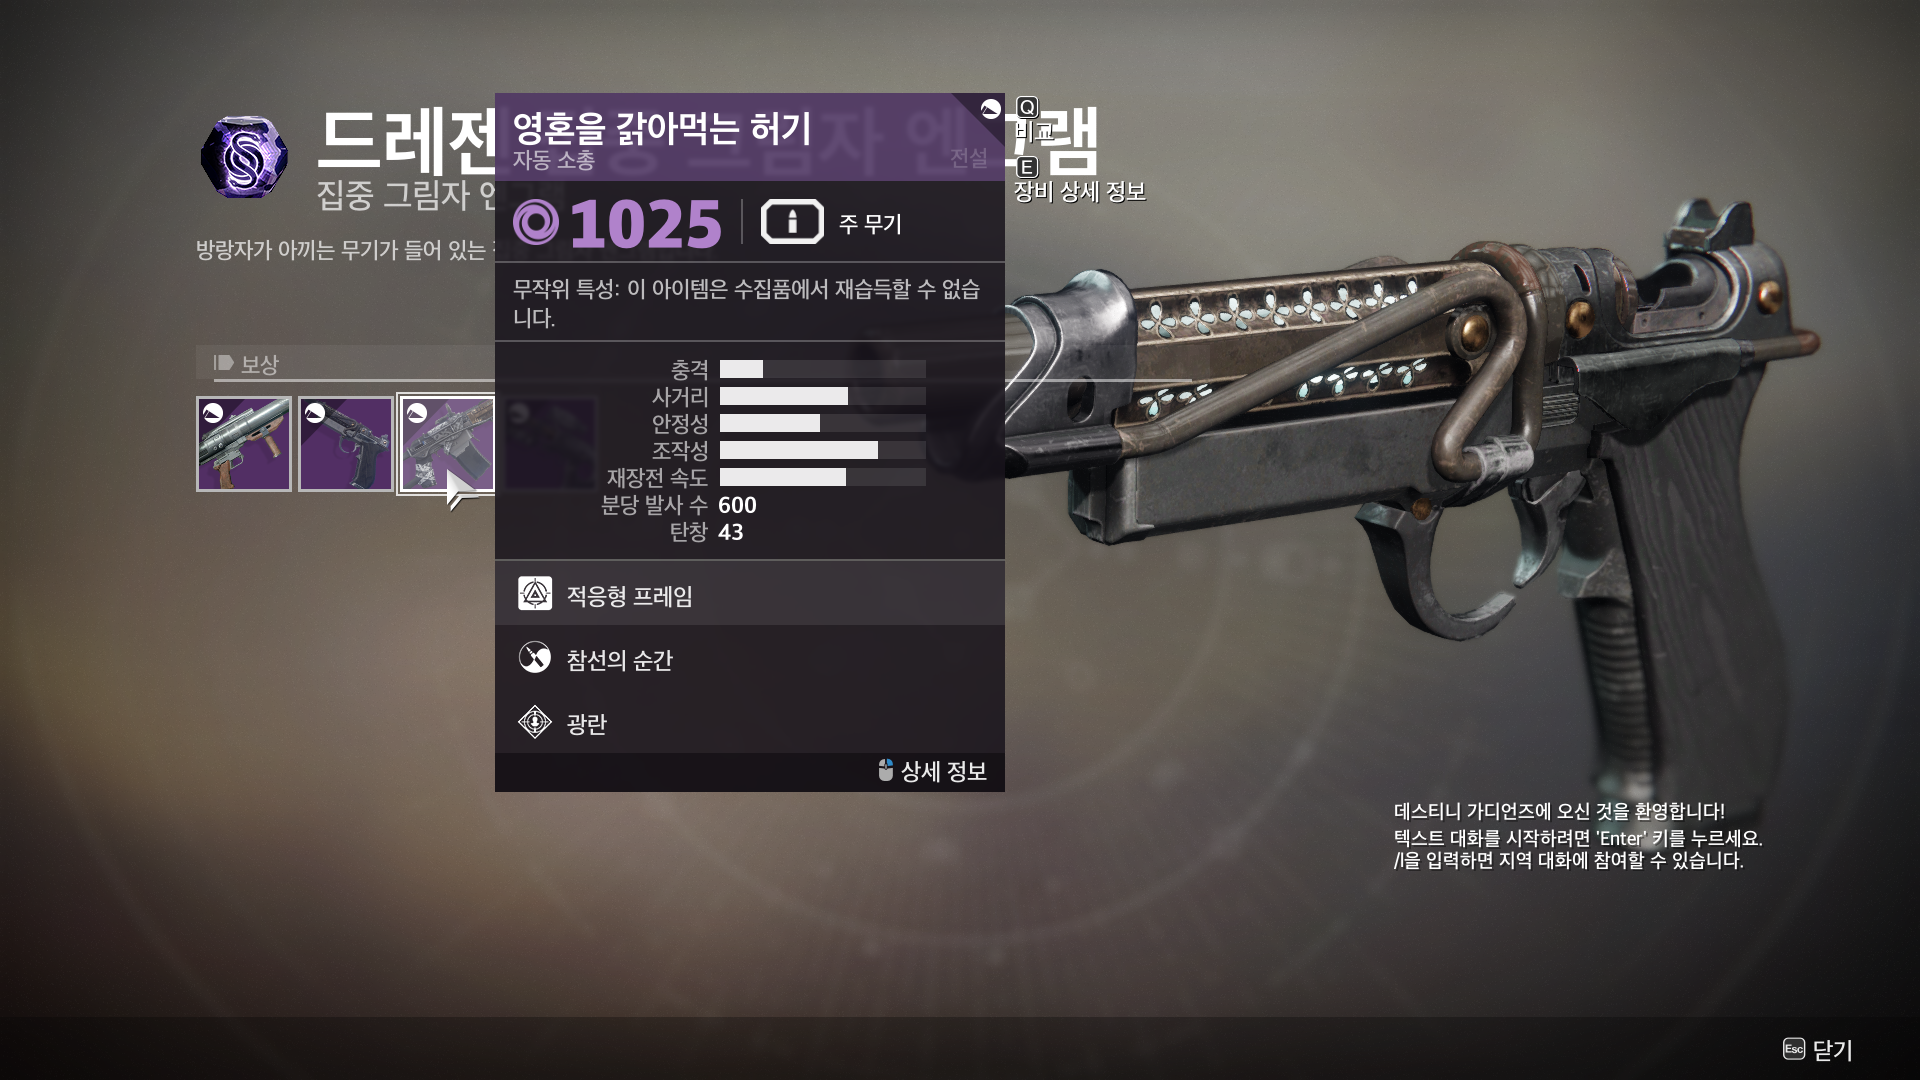 드레전
그램
집중 그림자
방랑자가 아끼는 무기가 들어 있는
보상
영혼을 갉아먹는 허기
자동 소총
전설
Q
비교
E
장비 상세 정보
1025
주 무기
무작위 특성: 이 아이템은 수집품에서 재습득할 수 없습
니다.
충격
사거리
안정성
조작성
재장전 속도
분당 발사 수 600
탄창 43
적응형 프레임
참선의 순간
광란
상세 정보
데스티니 가디언즈에 오신 것을 환영합니다!
텍스트 대화를 시작하려면 'Enter' 키를 누르세요.
/l을 입력하면 지역 대화에 참여할 수 있습니다.
Esc 닫기